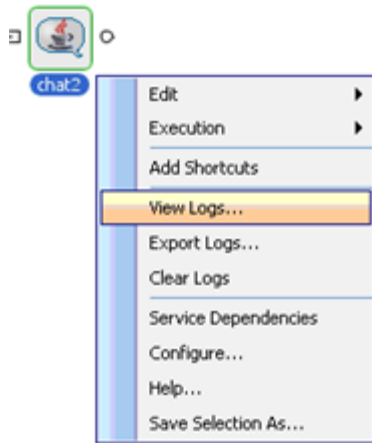 chat2
Edit
Execution
Add Shortcuts
View Logs...
Export Logs...
Clear Logs
Service Dependencies
Configure...
Help...
Save Selection As...